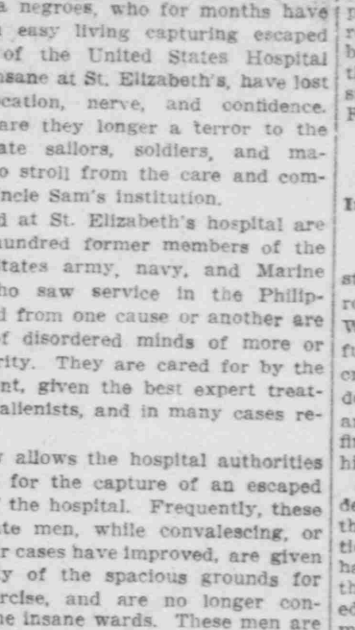 a negroes, who for months have
easy living capturing escaped
of the United States Hospital
nsane at St. Elizabeth's, have lost
cation, nerve, and confidence.
are they longer a terror to the
ate sailors, soldiers, and ma-
o stroll from the care and com-
ncle Sam's institution.
d at St. Elizabeth's hospital are
hundred former members of the
tates army, navy, and Marine
ho saw service in the Philip-
d from one cause or another are
f disordered minds of more or
rity. They are cared for by the
nt, given the best expert treat-
alienists, and in many cases re-
r allows the hospital authorities
for the capture of an escaped
f the hospital. Frequently, these
te men, while convalescing, or
r cases have improved, are given
y of the spacious grounds for
rcise, and are no longer con-
he insane wards. These men are